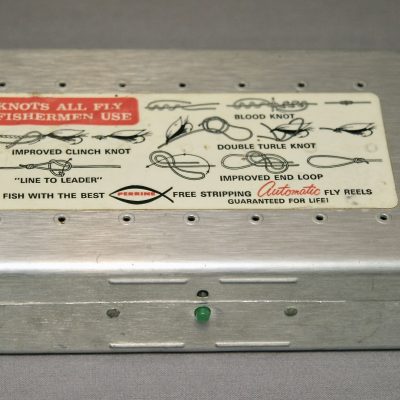 KNOTS ALL FLY
FISHERMEN USE
BLOOD KNOT
IMPROVED CLINCH KNOT
DOUBLE TURLE KNOT
"LINE TO LEADER"
IMPROVED END LOOP
FISH WITH THE BEST PERRINE FREE STRIPPING Automatic FLY REELS
GUARANTEED FOR LIFE!